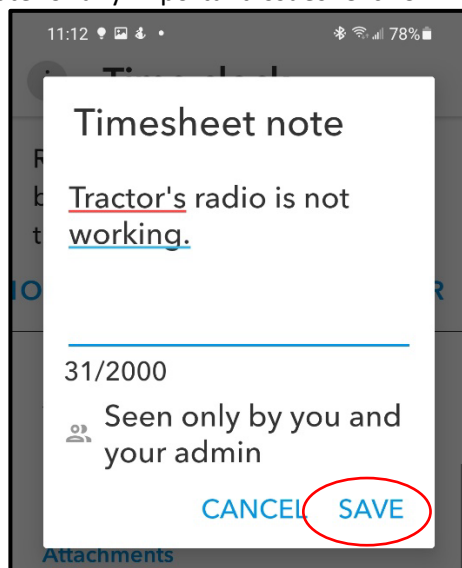 11:12 78%
Timesheet note
Tractor's radio is not
working.
31/2000
Seen only by you and
your admin
CANCEL SAVE
Attachments